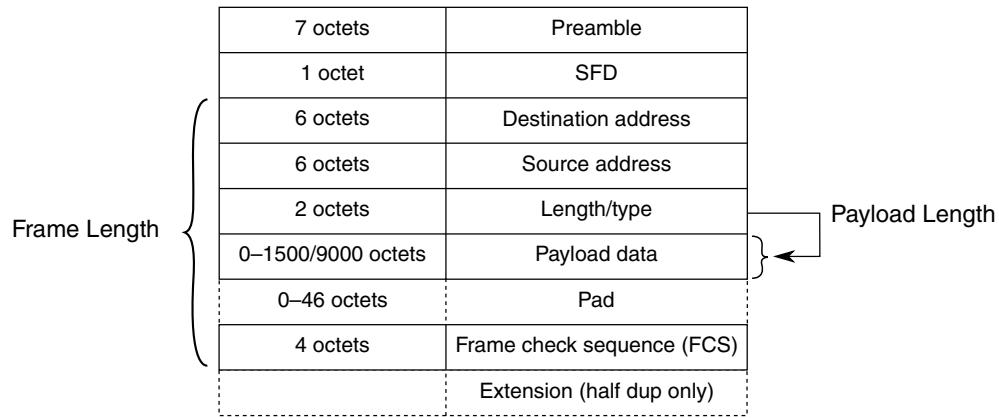 7 octets Preamble
1 octet SFD
6 octets Destination address
6 octets Source address
2 octets Length/type
Payload Length
Frame Length
0–1500/9000 octets Payload data
0–46 octets Pad
4 octets Frame check sequence (FCS)
Extension (half dup only)